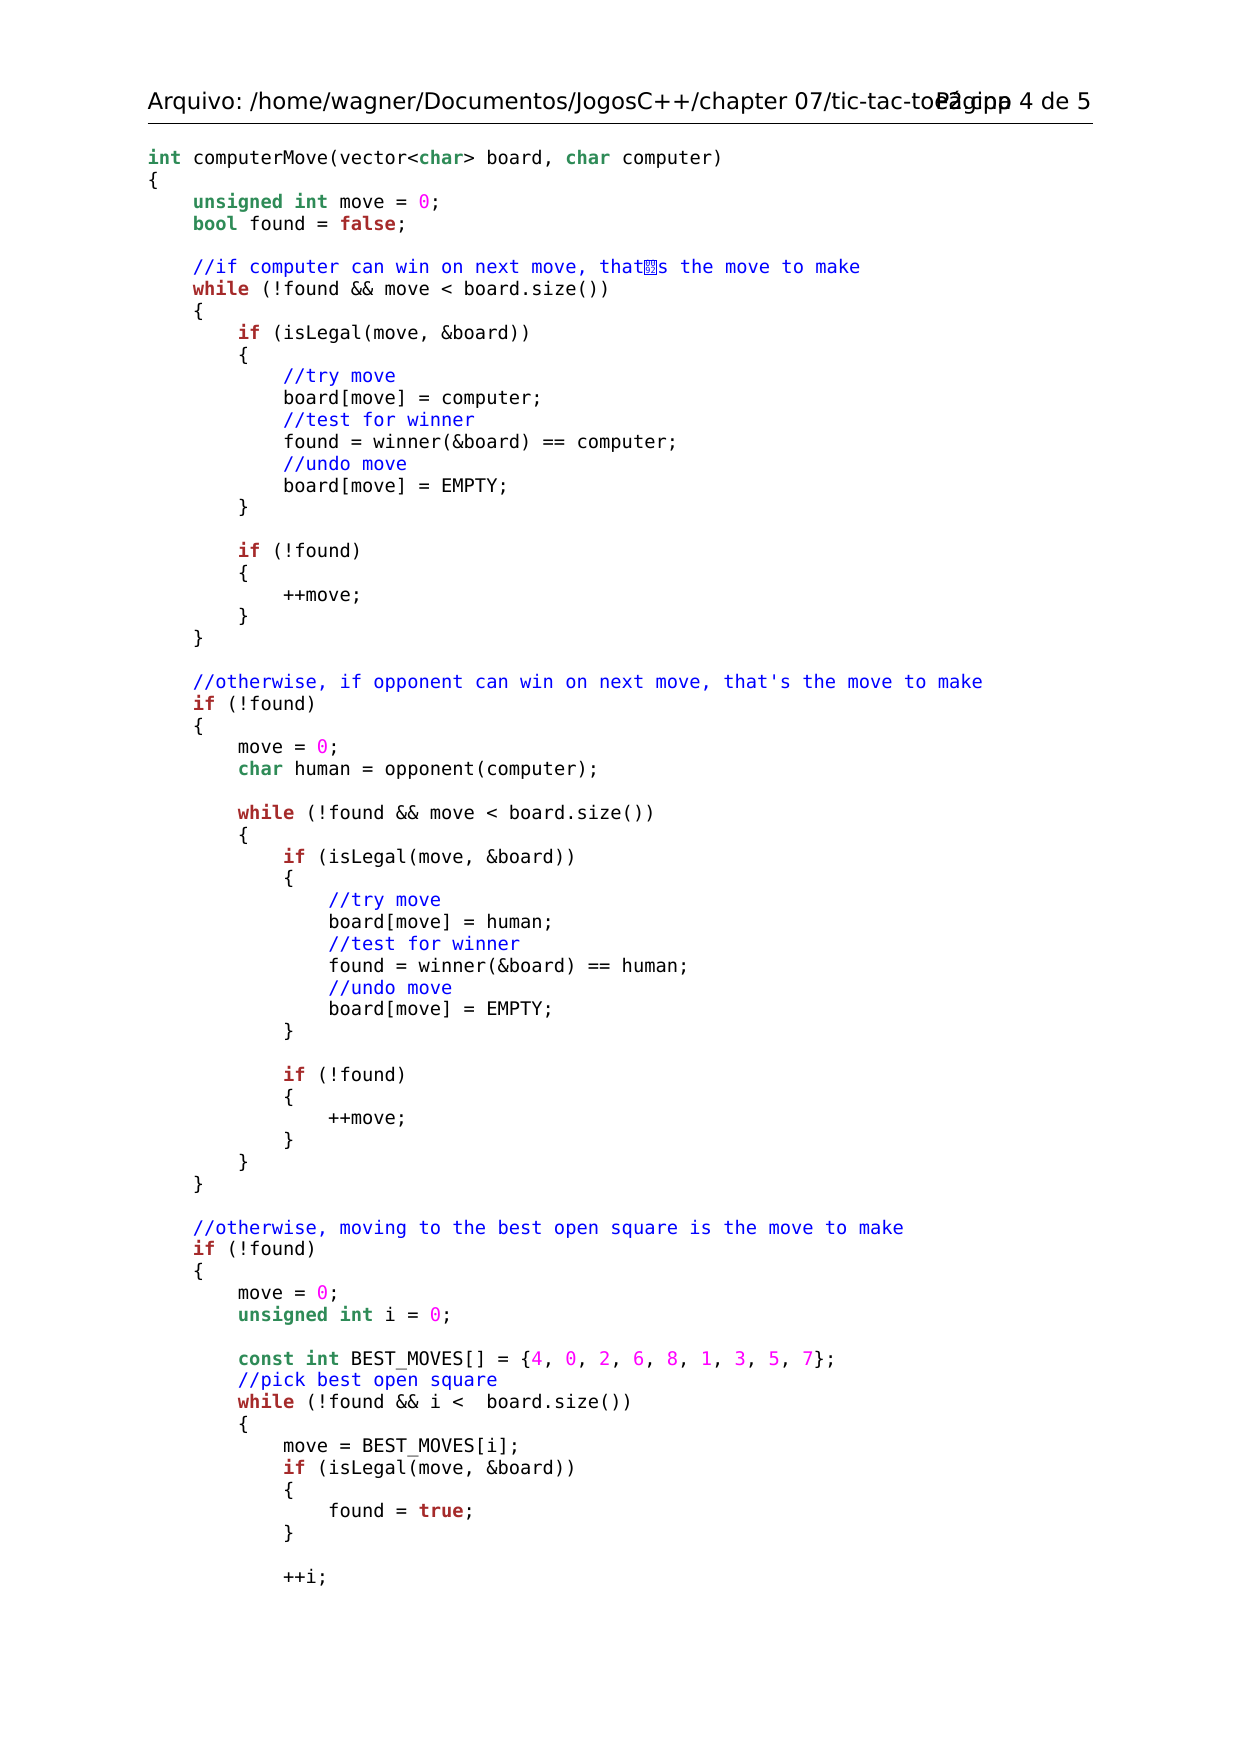 Arquivo: /home/wagner/Documentos/JogosC++/chapter 07/tic-tac-toe2.cpp Página 4 de 5
int computerMove(vector<char> board, char computer)
{
    unsigned int move = 0;
    bool found = false;

    //if computer can win on next move, thats the move to make
    while (!found && move < board.size())
    {
        if (isLegal(move, &board))
        {
            //try move
            board[move] = computer;
            //test for winner
            found = winner(&board) == computer;
            //undo move
            board[move] = EMPTY;
        }

        if (!found)
        {
            ++move;
        }
    }

    //otherwise, if opponent can win on next move, that's the move to make
    if (!found)
    {
        move = 0;
        char human = opponent(computer);

        while (!found && move < board.size())
        {
            if (isLegal(move, &board))
            {
                //try move
                board[move] = human;
                //test for winner
                found = winner(&board) == human;
                //undo move
                board[move] = EMPTY;
            }

            if (!found)
            {
                ++move;
            }
        }
    }

    //otherwise, moving to the best open square is the move to make
    if (!found)
    {
        move = 0;
        unsigned int i = 0;

        const int BEST_MOVES[] = {4, 0, 2, 6, 8, 1, 3, 5, 7};
        //pick best open square
        while (!found && i <  board.size())
        {
            move = BEST_MOVES[i];
            if (isLegal(move, &board))
            {
                found = true;
            }

            ++i;